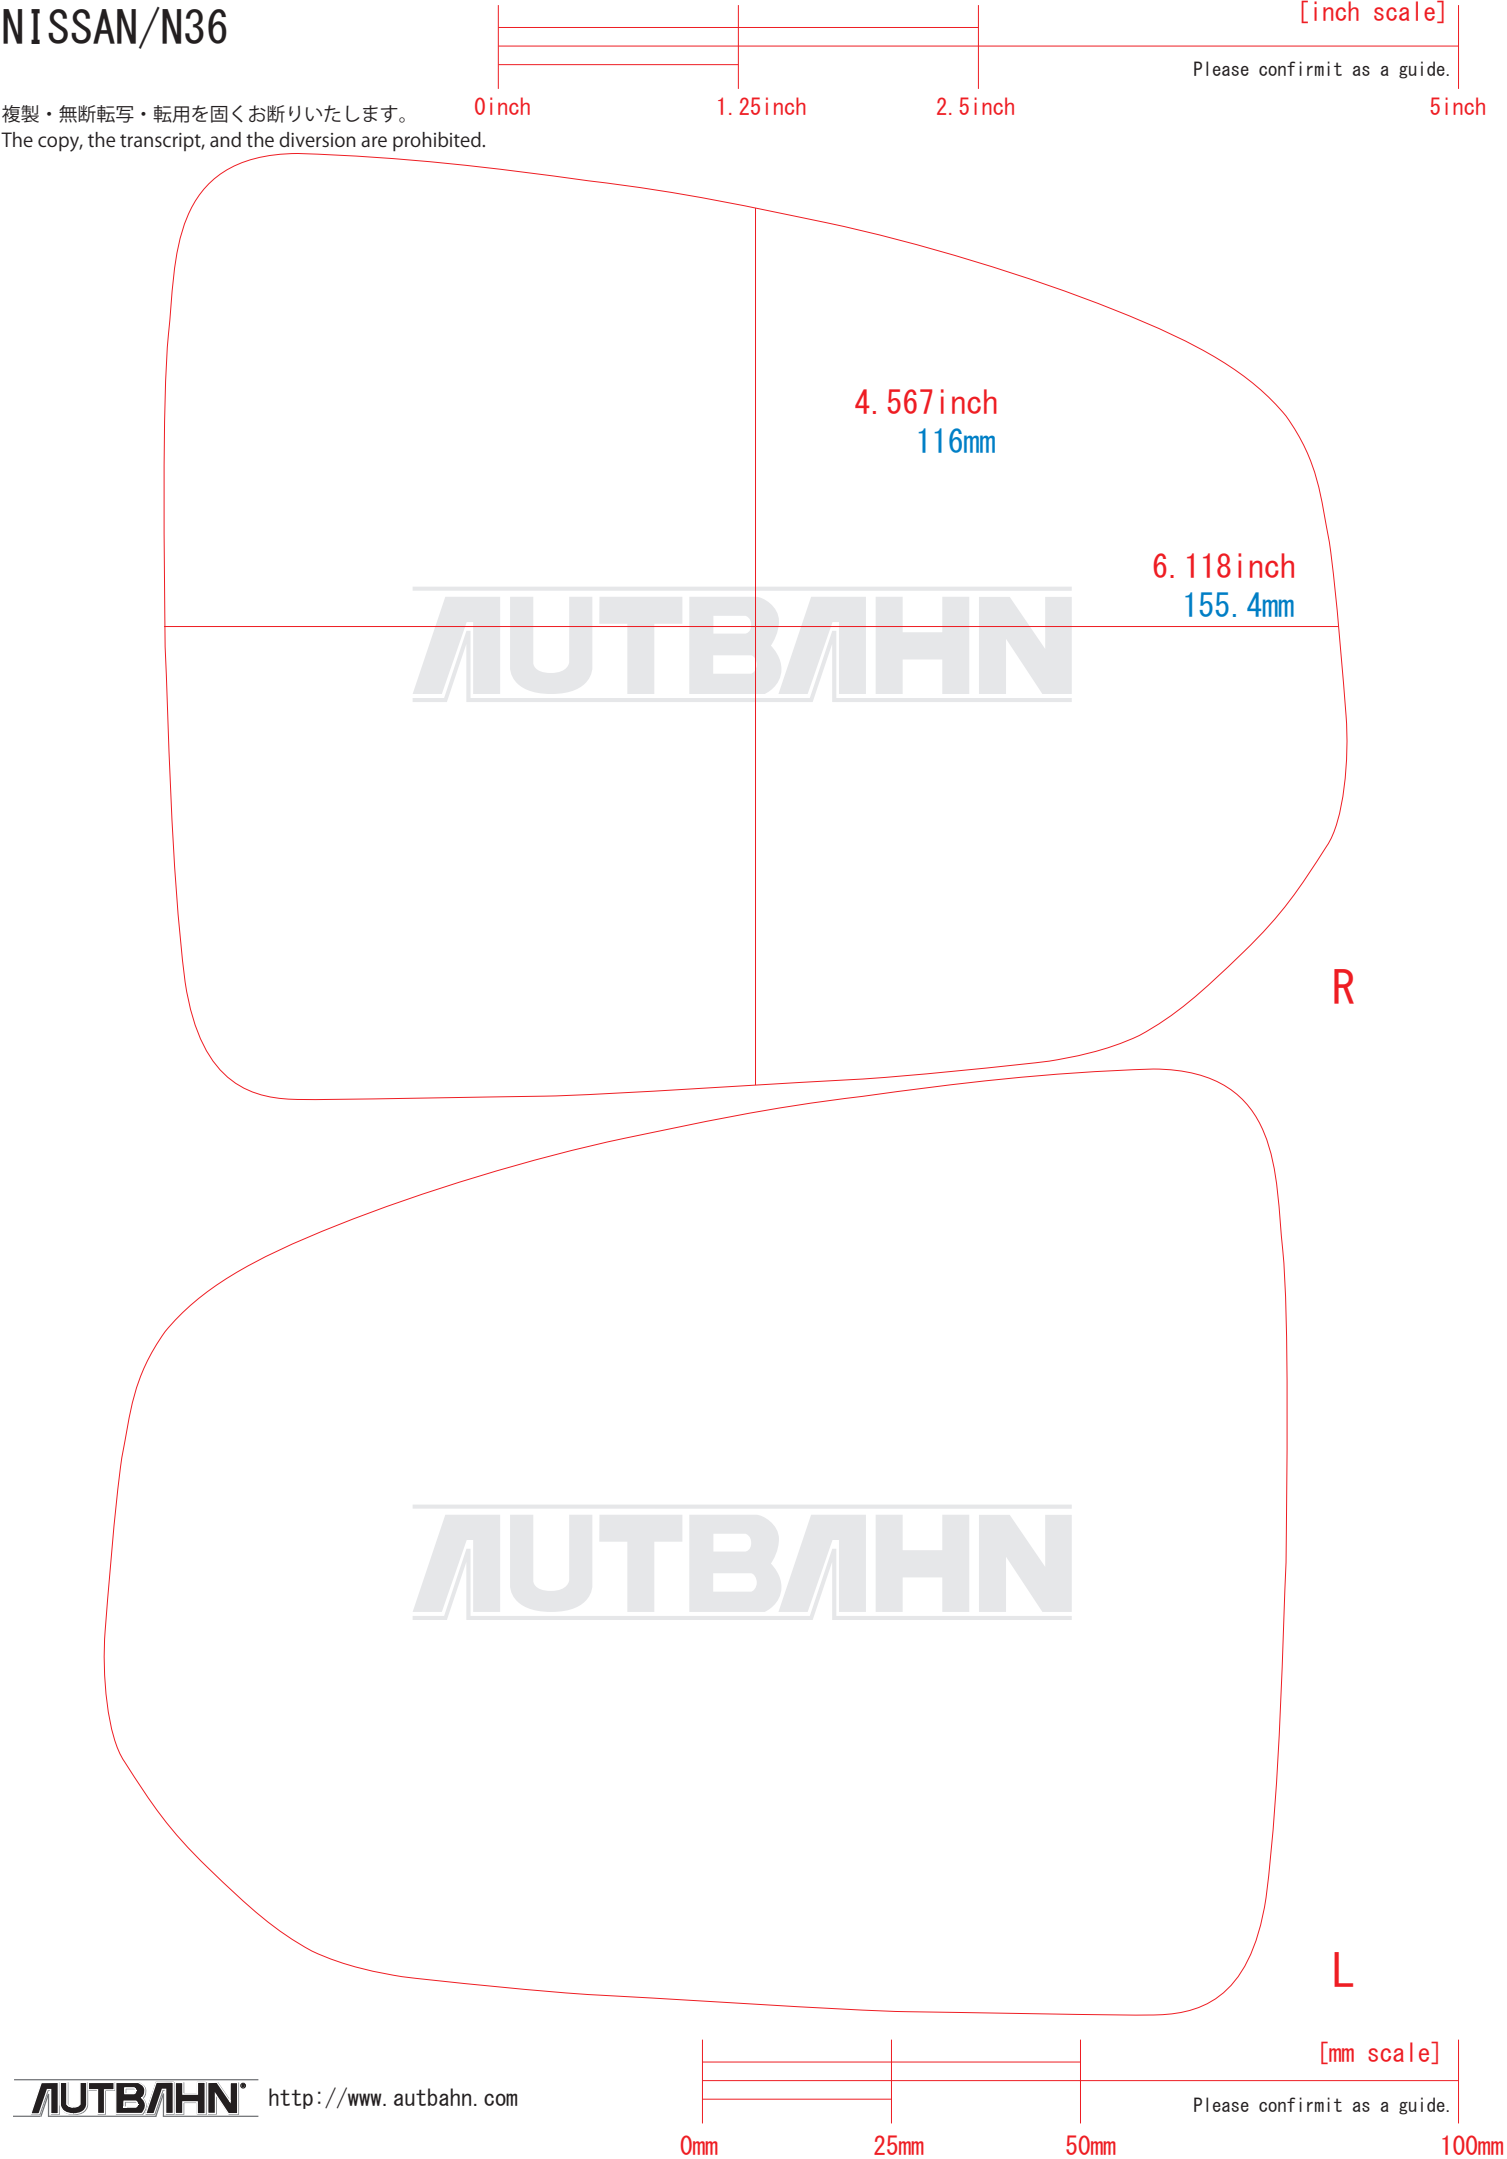 NISSAN/N36
[inch scale]
Please confirmit as a guide.
0inch
1.25inch
2.5inch
5inch
複製・無断転写・転用を固くお断りいたします。
The copy, the transcript, and the diversion are prohibited.
4.567inch
116mm
6.118inch
155.4mm
AUTBAHN
R
AUTBAHN
L
[mm scale]
AUTBAHN®
http://www.autbahn.com
Please confirmit as a guide.
0mm
25mm
50mm
100mm